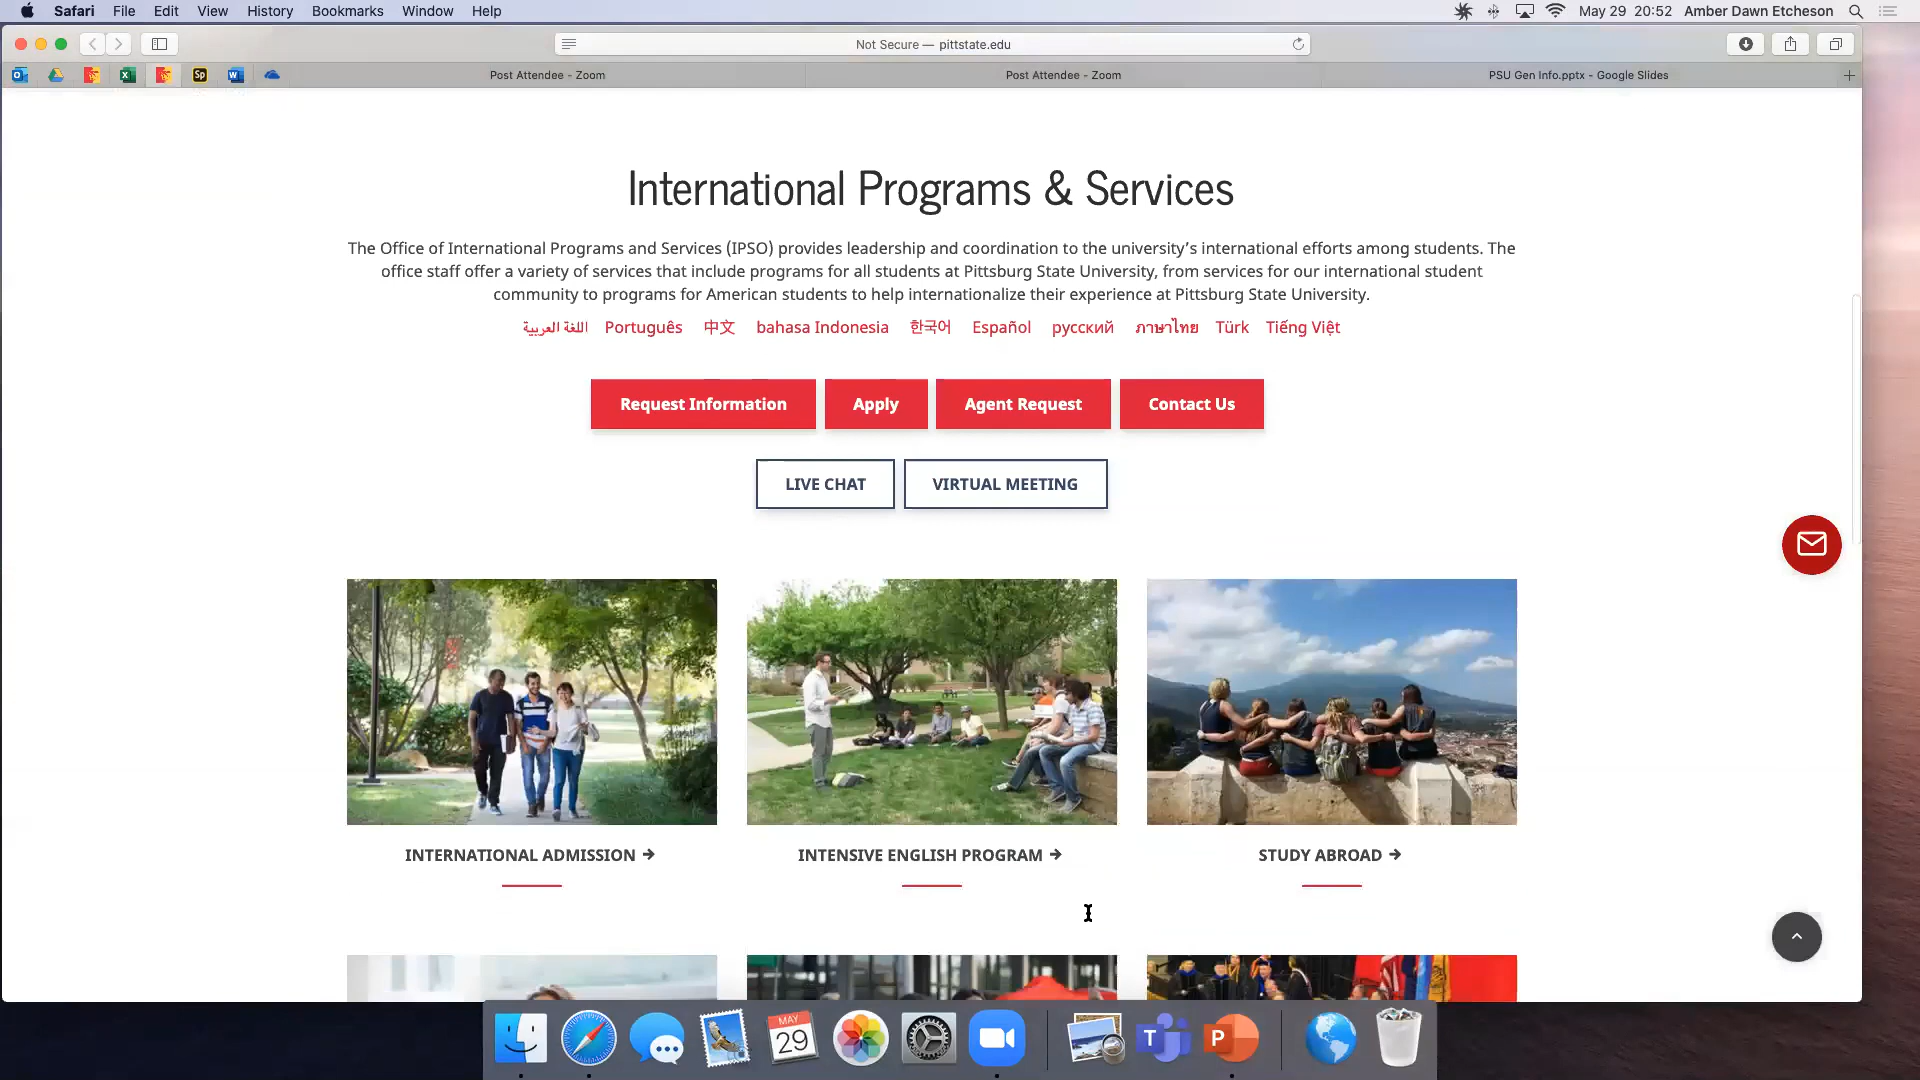 Safari File Edit View History Bookmarks Window Help
May 29 20:52 Amber Dawn Etcheson
Not Secure — pittstate.edu
Post Attendee - Zoom
Post Attendee - Zoom
PSU Gen Info.pptx - Google Slides
International Programs & Services
The Office of International Programs and Services (IPSO) provides leadership and coordination to the university's international efforts among students. The
office staff offer a variety of services that include programs for all students at Pittsburg State University, from services for our international student
community to programs for American students to help internationalize their experience at Pittsburg State University.
اللغة العربية Português 中文 bahasa Indonesia 한국어 Español русский ภาษาไทย Türk Tiếng Việt
Request Information Apply Agent Request Contact Us
LIVE CHAT VIRTUAL MEETING
INTERNATIONAL ADMISSION →
INTENSIVE ENGLISH PROGRAM →
STUDY ABROAD →
MAY
29